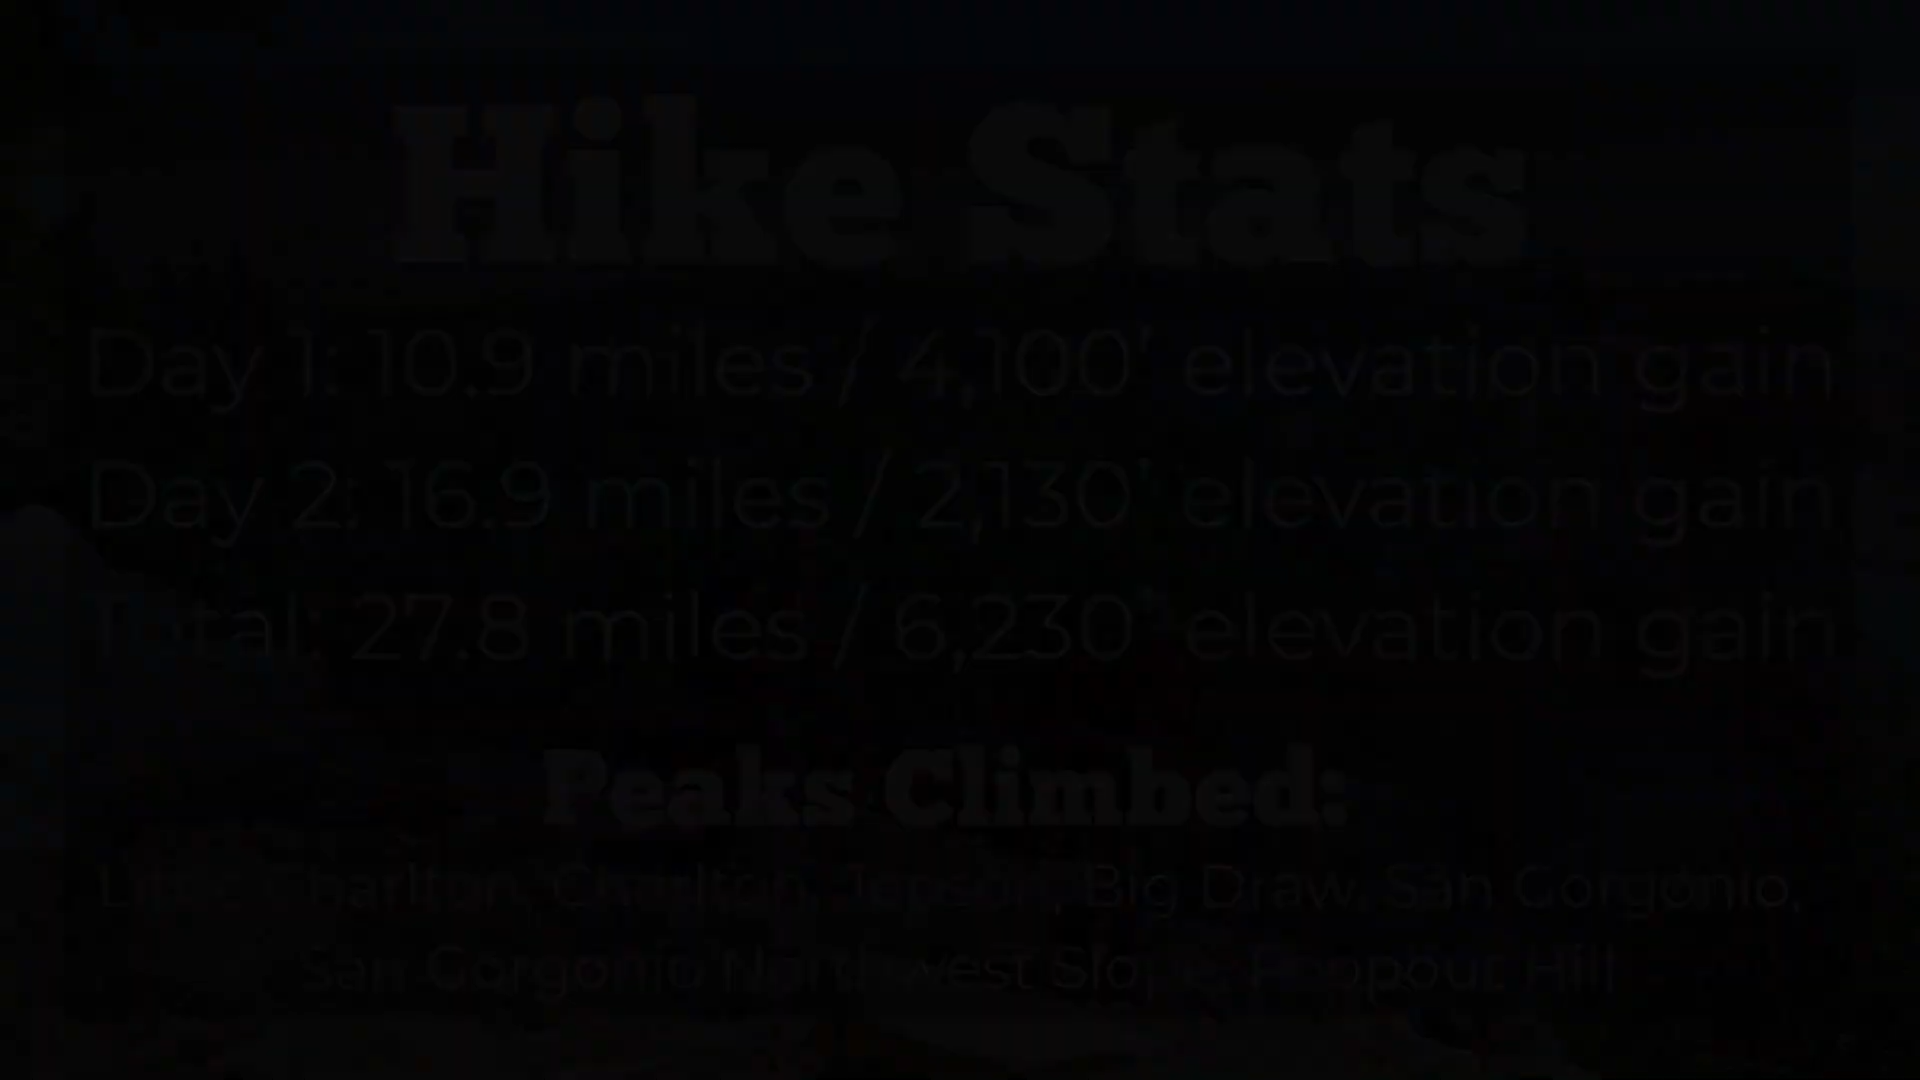 Hike Stats
Day 1: 10.9 miles / 4,100' elevation gain
Day 2: 16.9 miles / 2,130' elevation gain
Total: 27.8 miles / 6,230' elevation gain
Peaks Climbed:
Charlton, Big Draw, San Gorgonio,
San Gorgonio Northwest Slope, Hill